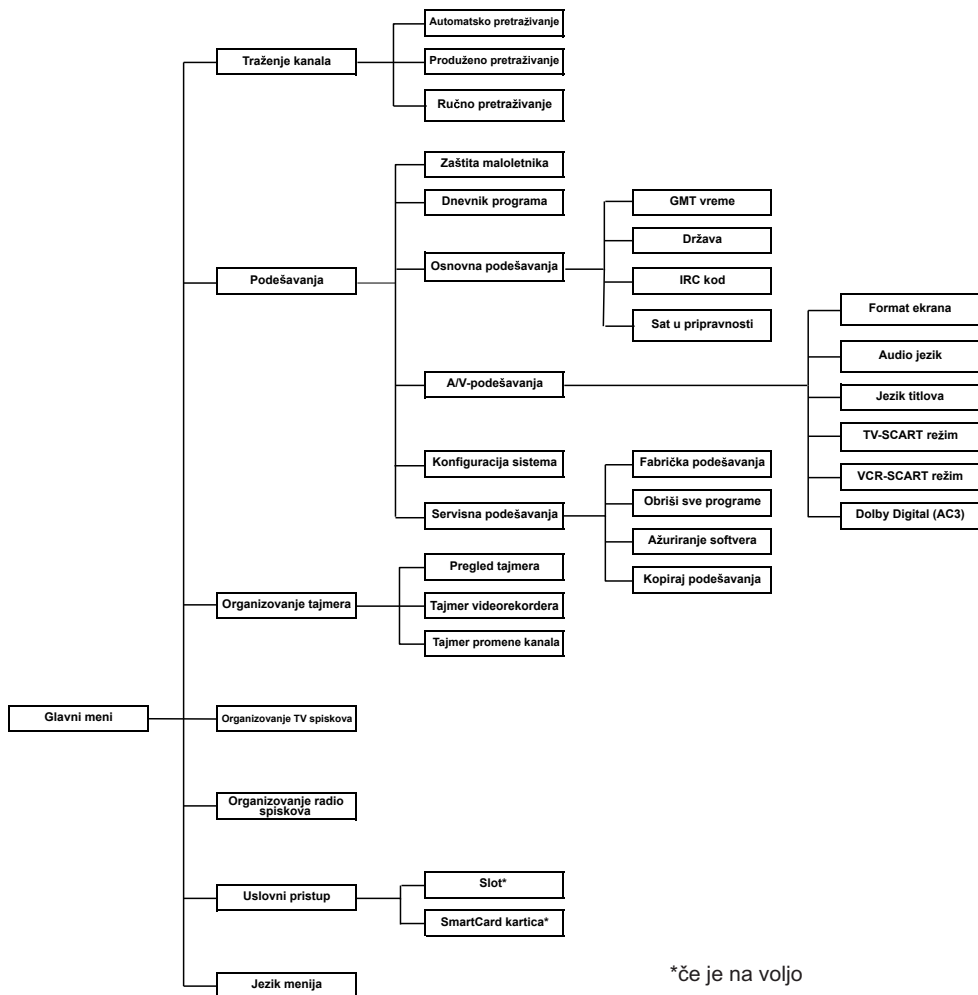 Automatsko pretraživanje
Traženje kanala
Produženo pretraživanje
Ručno pretraživanje
Zaštita maloletnika
Dnevnik programa
GMT vreme
Država
Podešavanja
Osnovna podešavanja
IRC kod
Sat u pripravnosti
Format ekrana
Audio jezik
A/V-podešavanja
Jezik titlova
TV-SCART režim
VCR-SCART režim
Dolby Digital (AC3)
Konfiguracija sistema
Fabrička podešavanja
Obriši sve programe
Servisna podešavanja
Ažuriranje softvera
Kopiraj podešavanja
Pregled tajmera
Organizovanje tajmera
Tajmer videorekordera
Tajmer promene kanala
Glavni meni
Organizovanje TV spiskova
Organizovanje radio
spiskova
Uslovni pristup
Slot*
SmartCard kartica*
Jezik menija
*če je na voljo